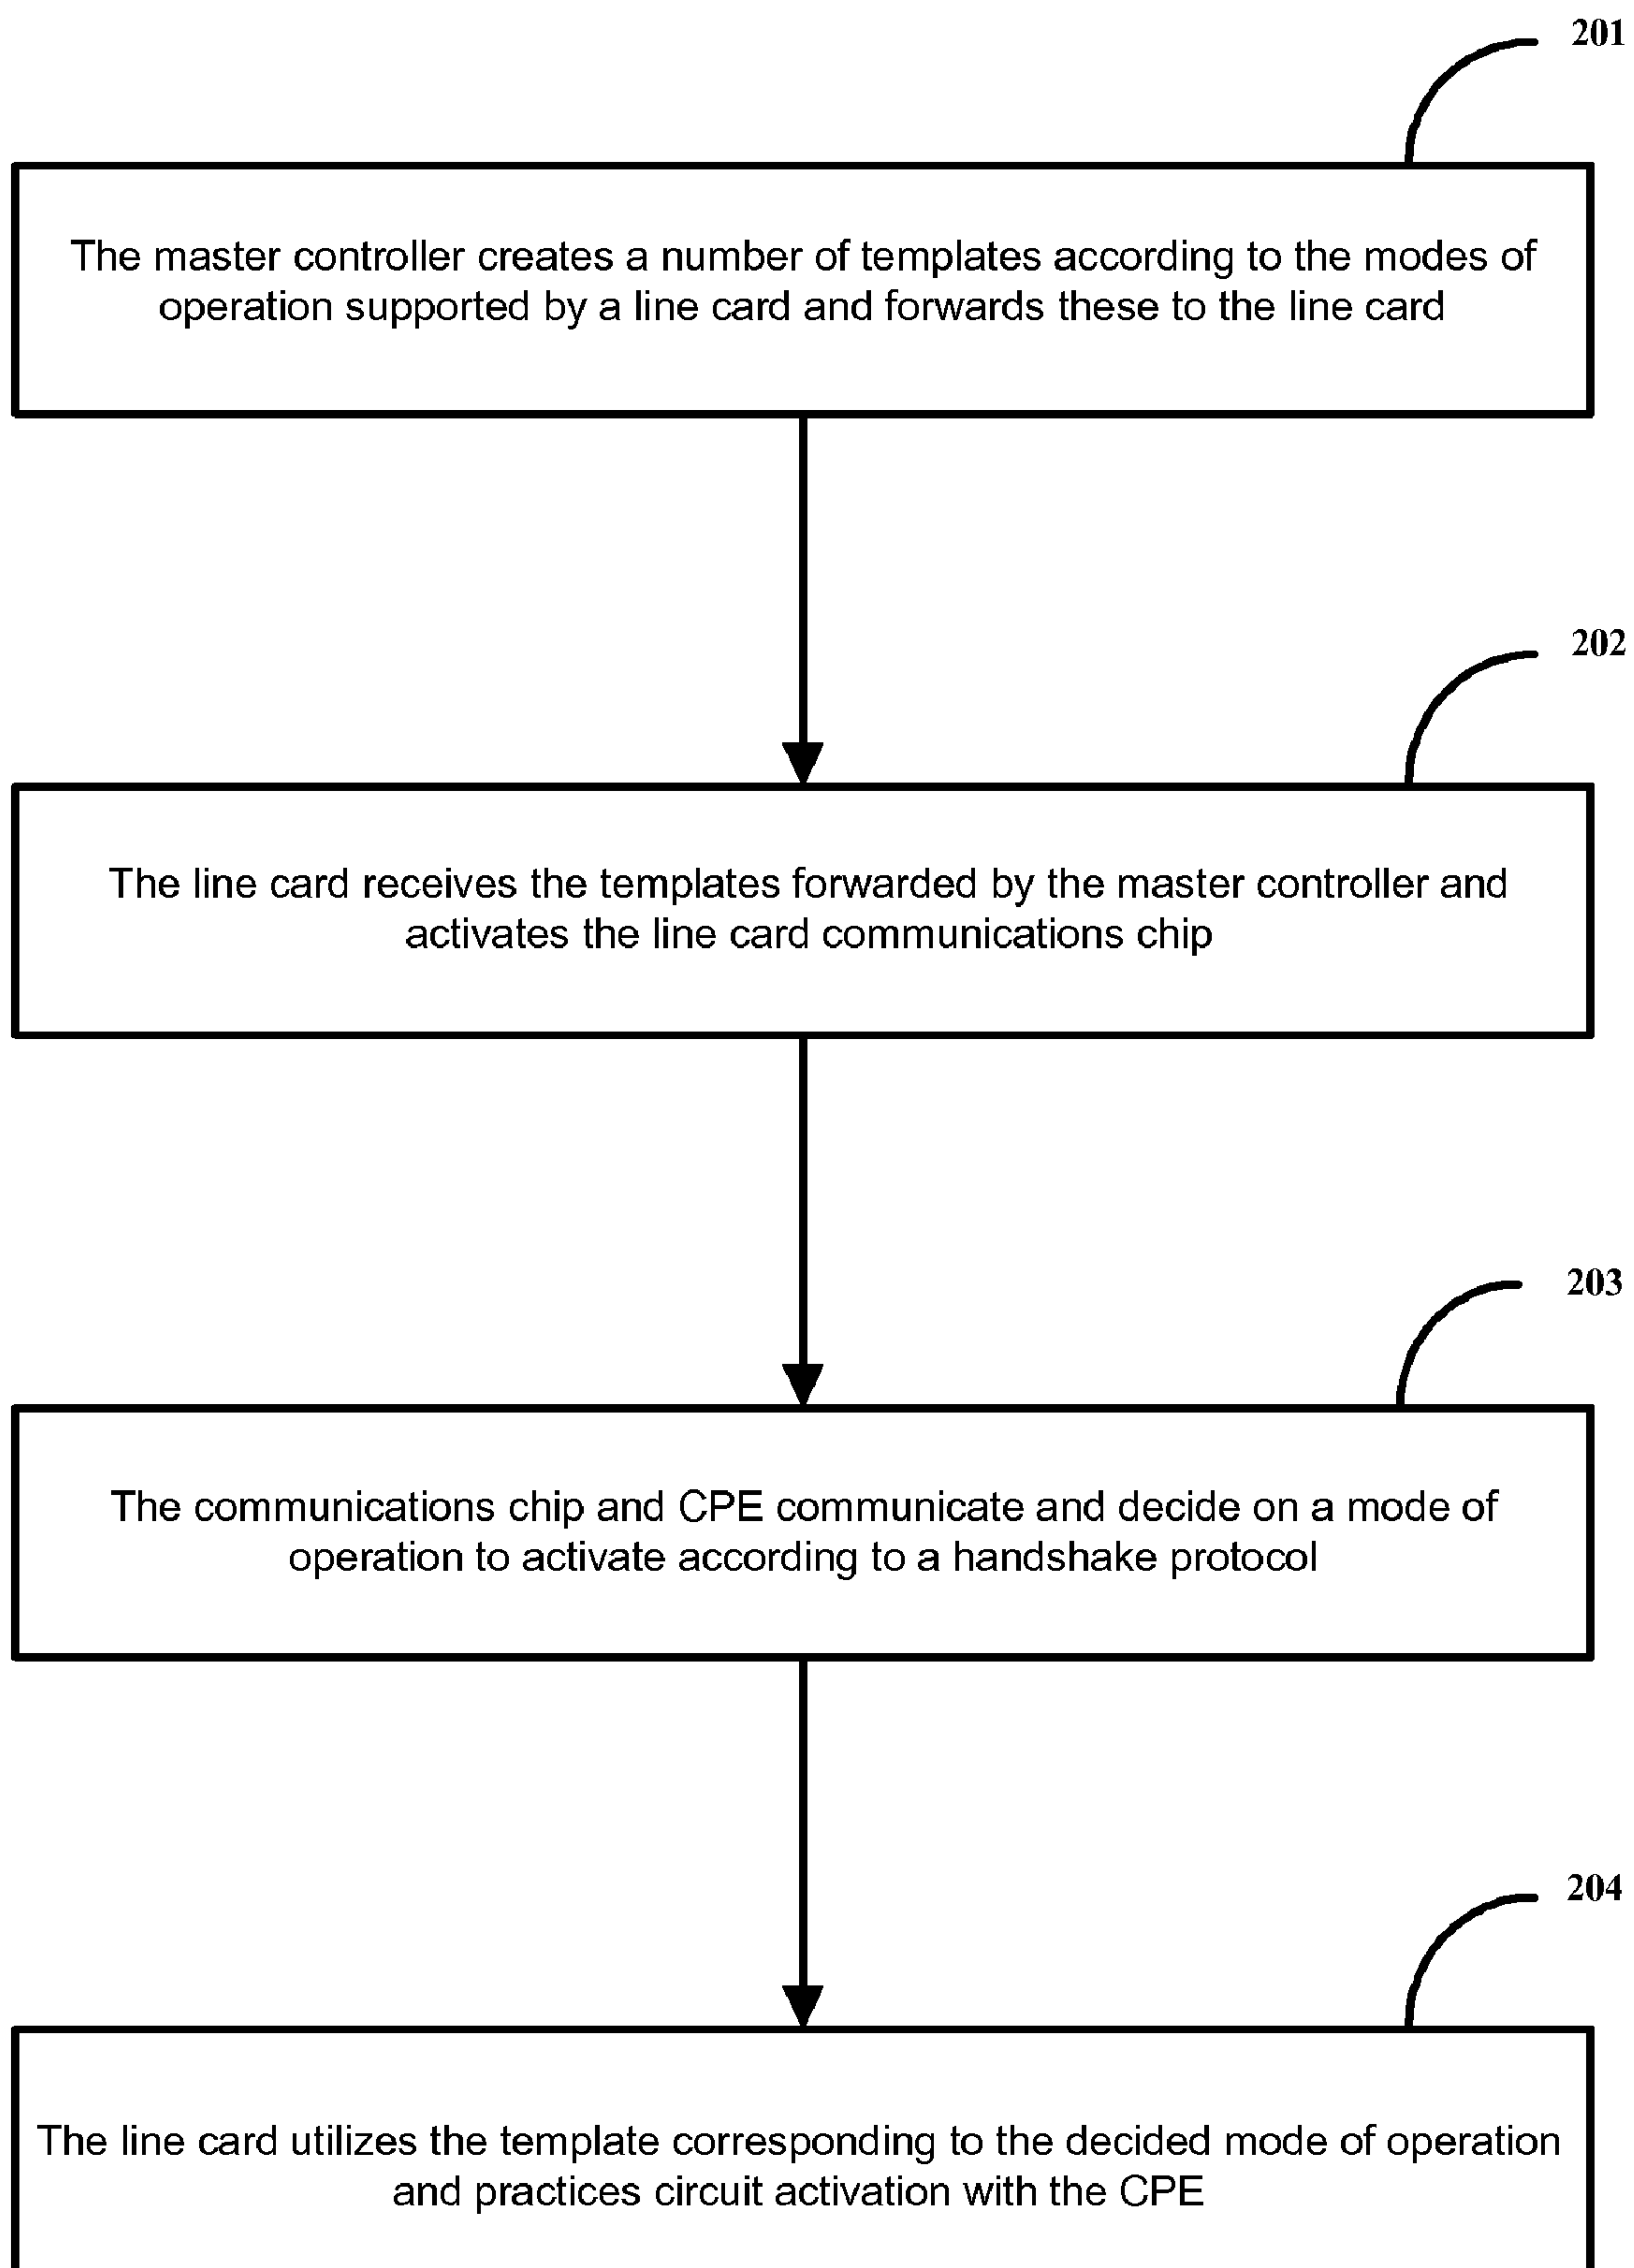 201
The master controller creates a number of templates according to the modes of
operation supported by a line card and forwards these to the line card
202
The line card receives the templates forwarded by the master controller and
activates the line card communications chip
203
The communications chip and CPE communicate and decide on a mode of
operation to activate according to a handshake protocol
204
The line card utilizes the template corresponding to the decided mode of operation
and practices circuit activation with the CPE